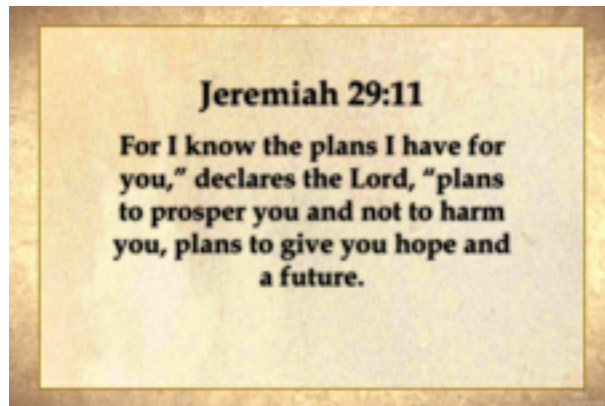 Jeremiah 29:11
For I know the plans I have for
you,” declares the Lord, “plans
to prosper you and not to harm
you, plans to give you hope and
a future.